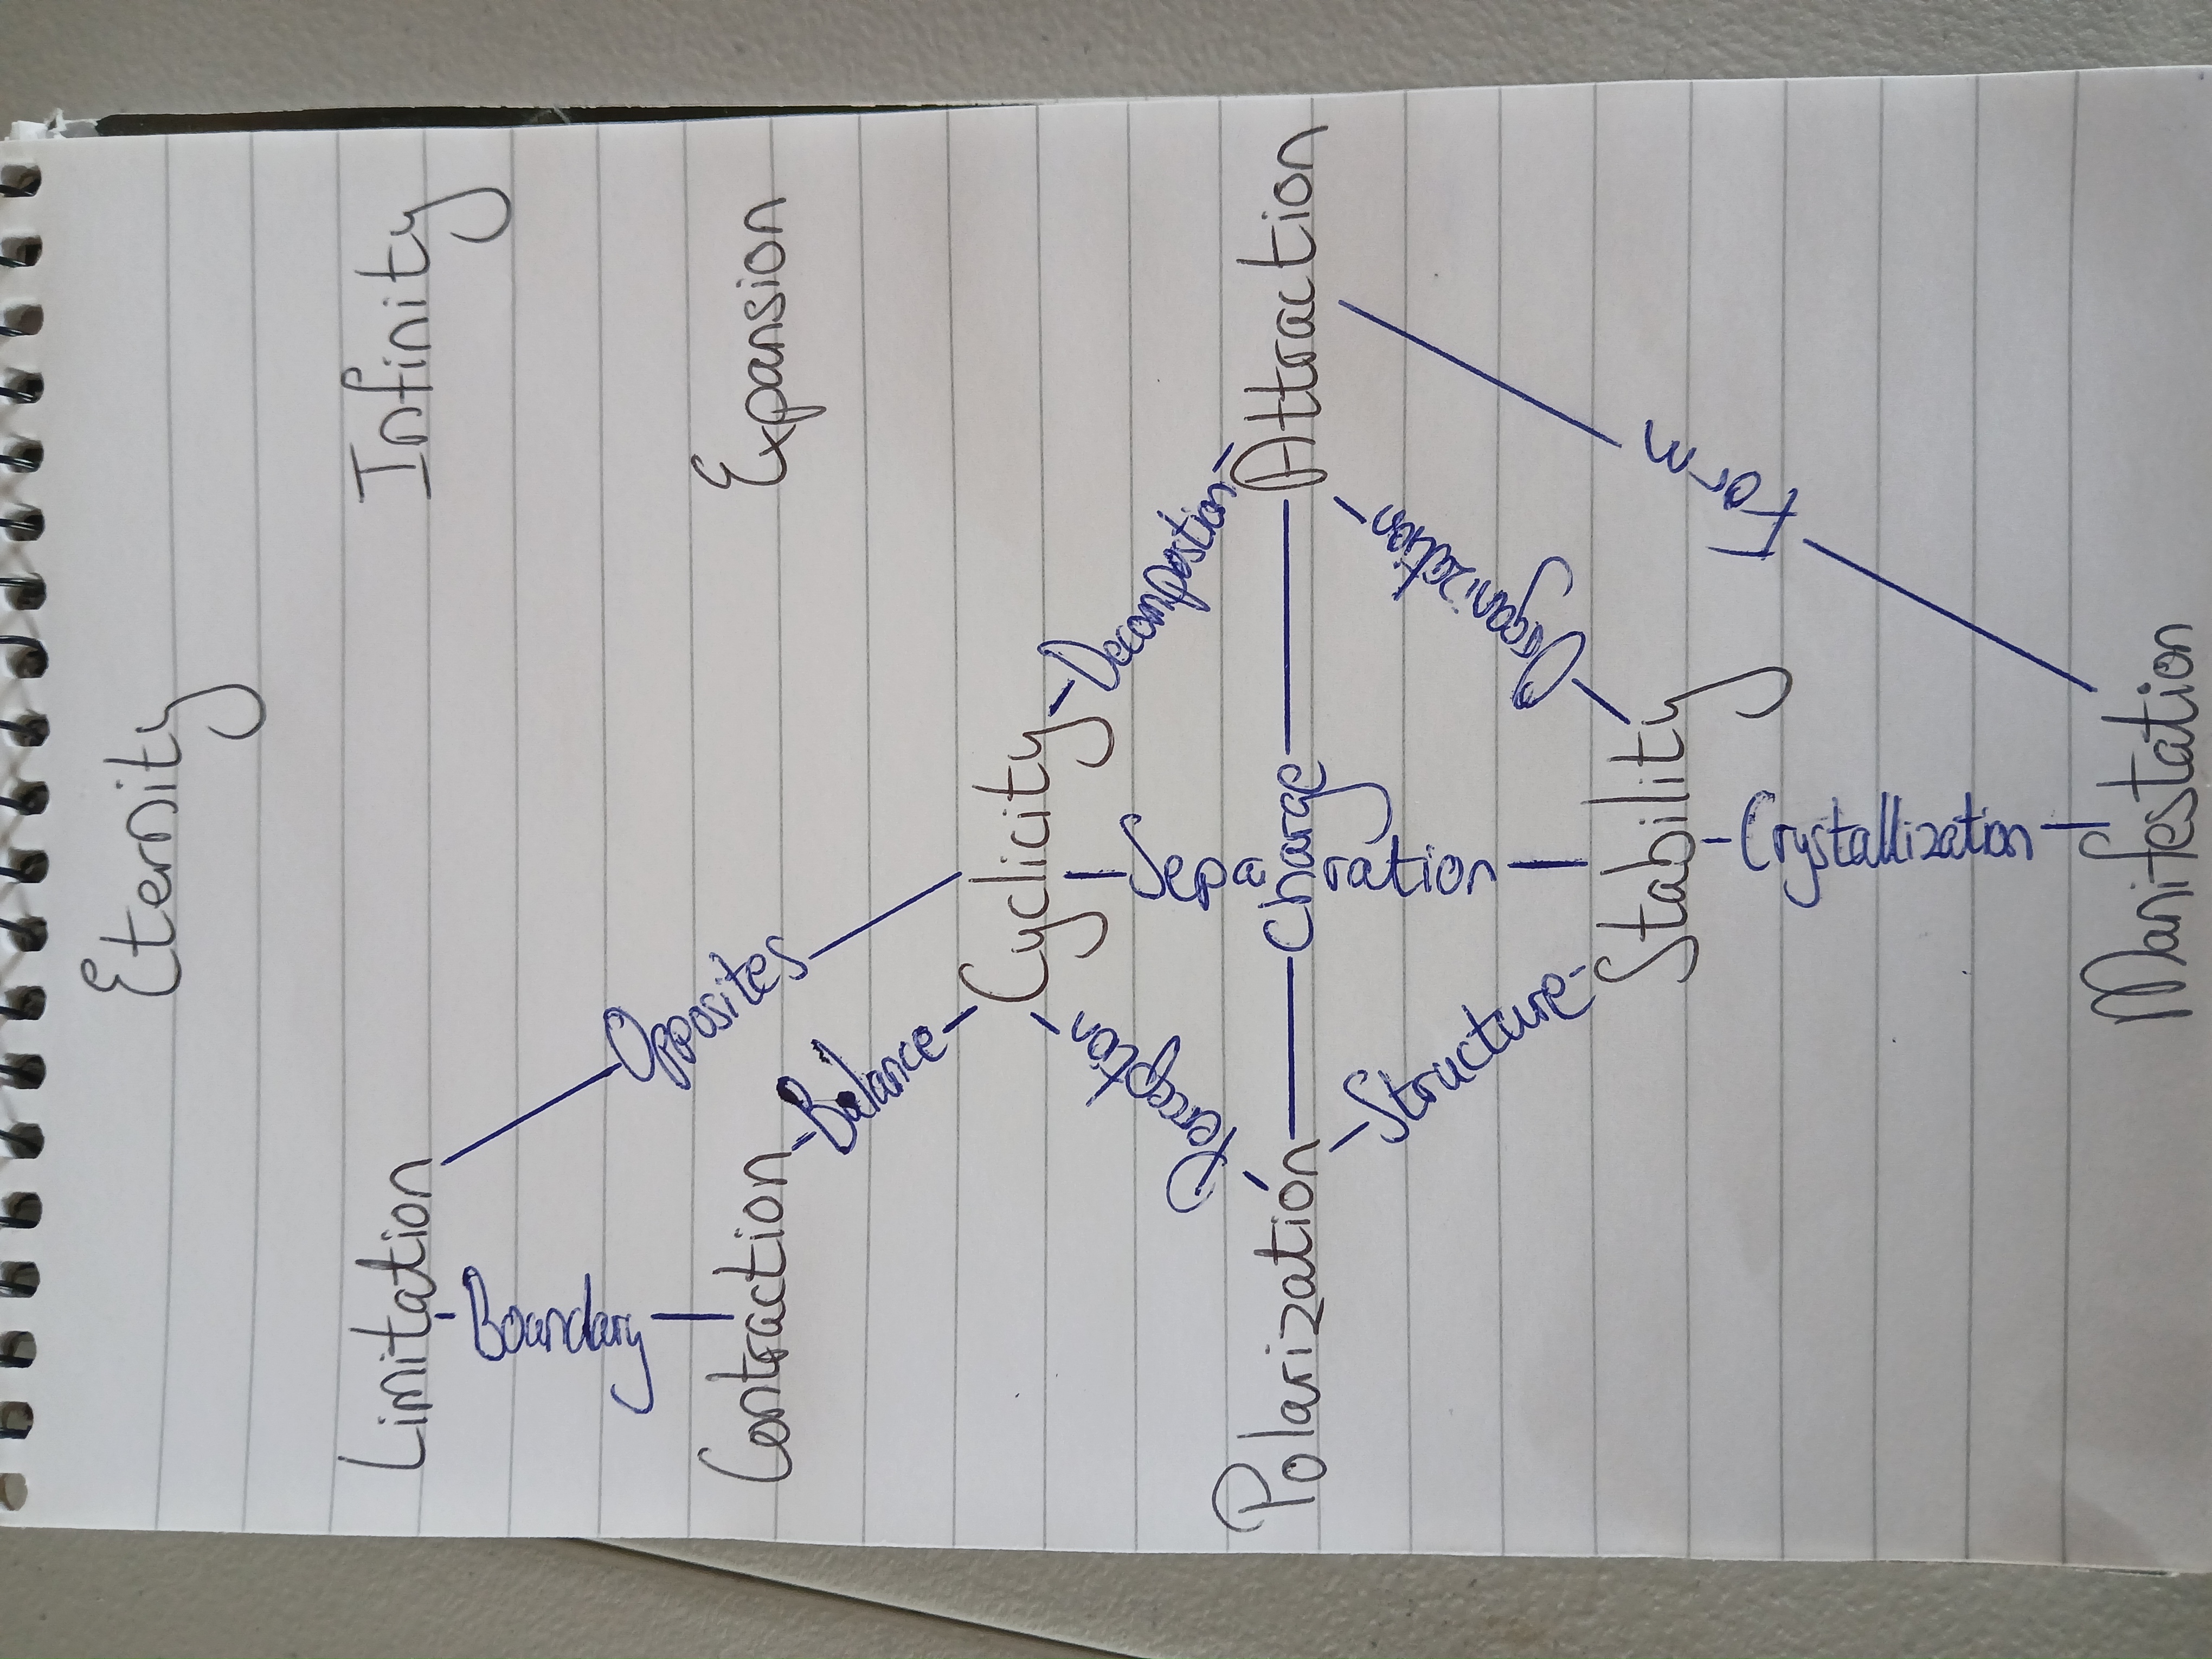 Eternity
Limitation
Infinity
Boundary
Opposites
Contraction
Expansion
Balance
Cyclicity
Perception
Separation
Decompostion
Polarization
Charge
Attraction
Structure
Organization
Stability
Form
Crystallization
Manifestation